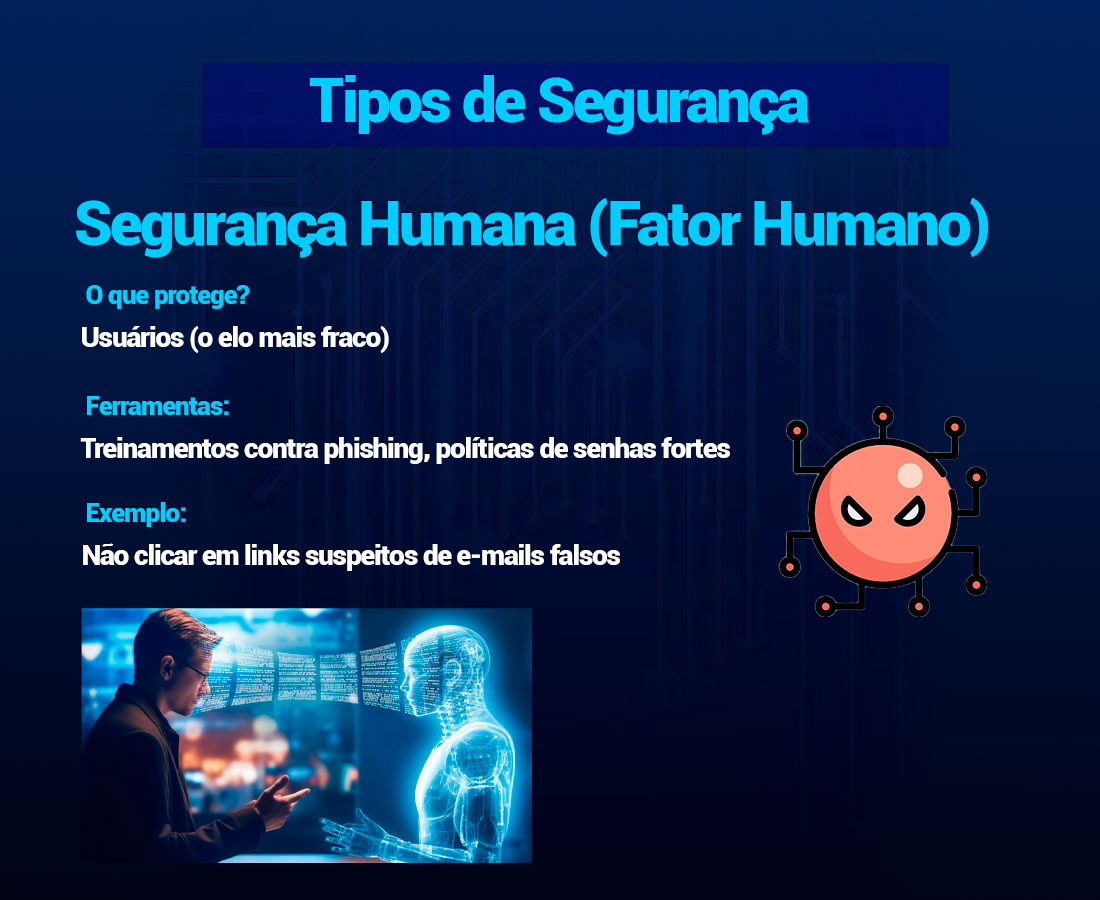 Tipos de Segurança
Segurança Humana (Fator Humano)
O que protege?
Usuários (o elo mais fraco)
Ferramentas:
Treinamentos contra phishing, políticas de senhas fortes
Exemplo:
Não clicar em links suspeitos de e-mails falsos